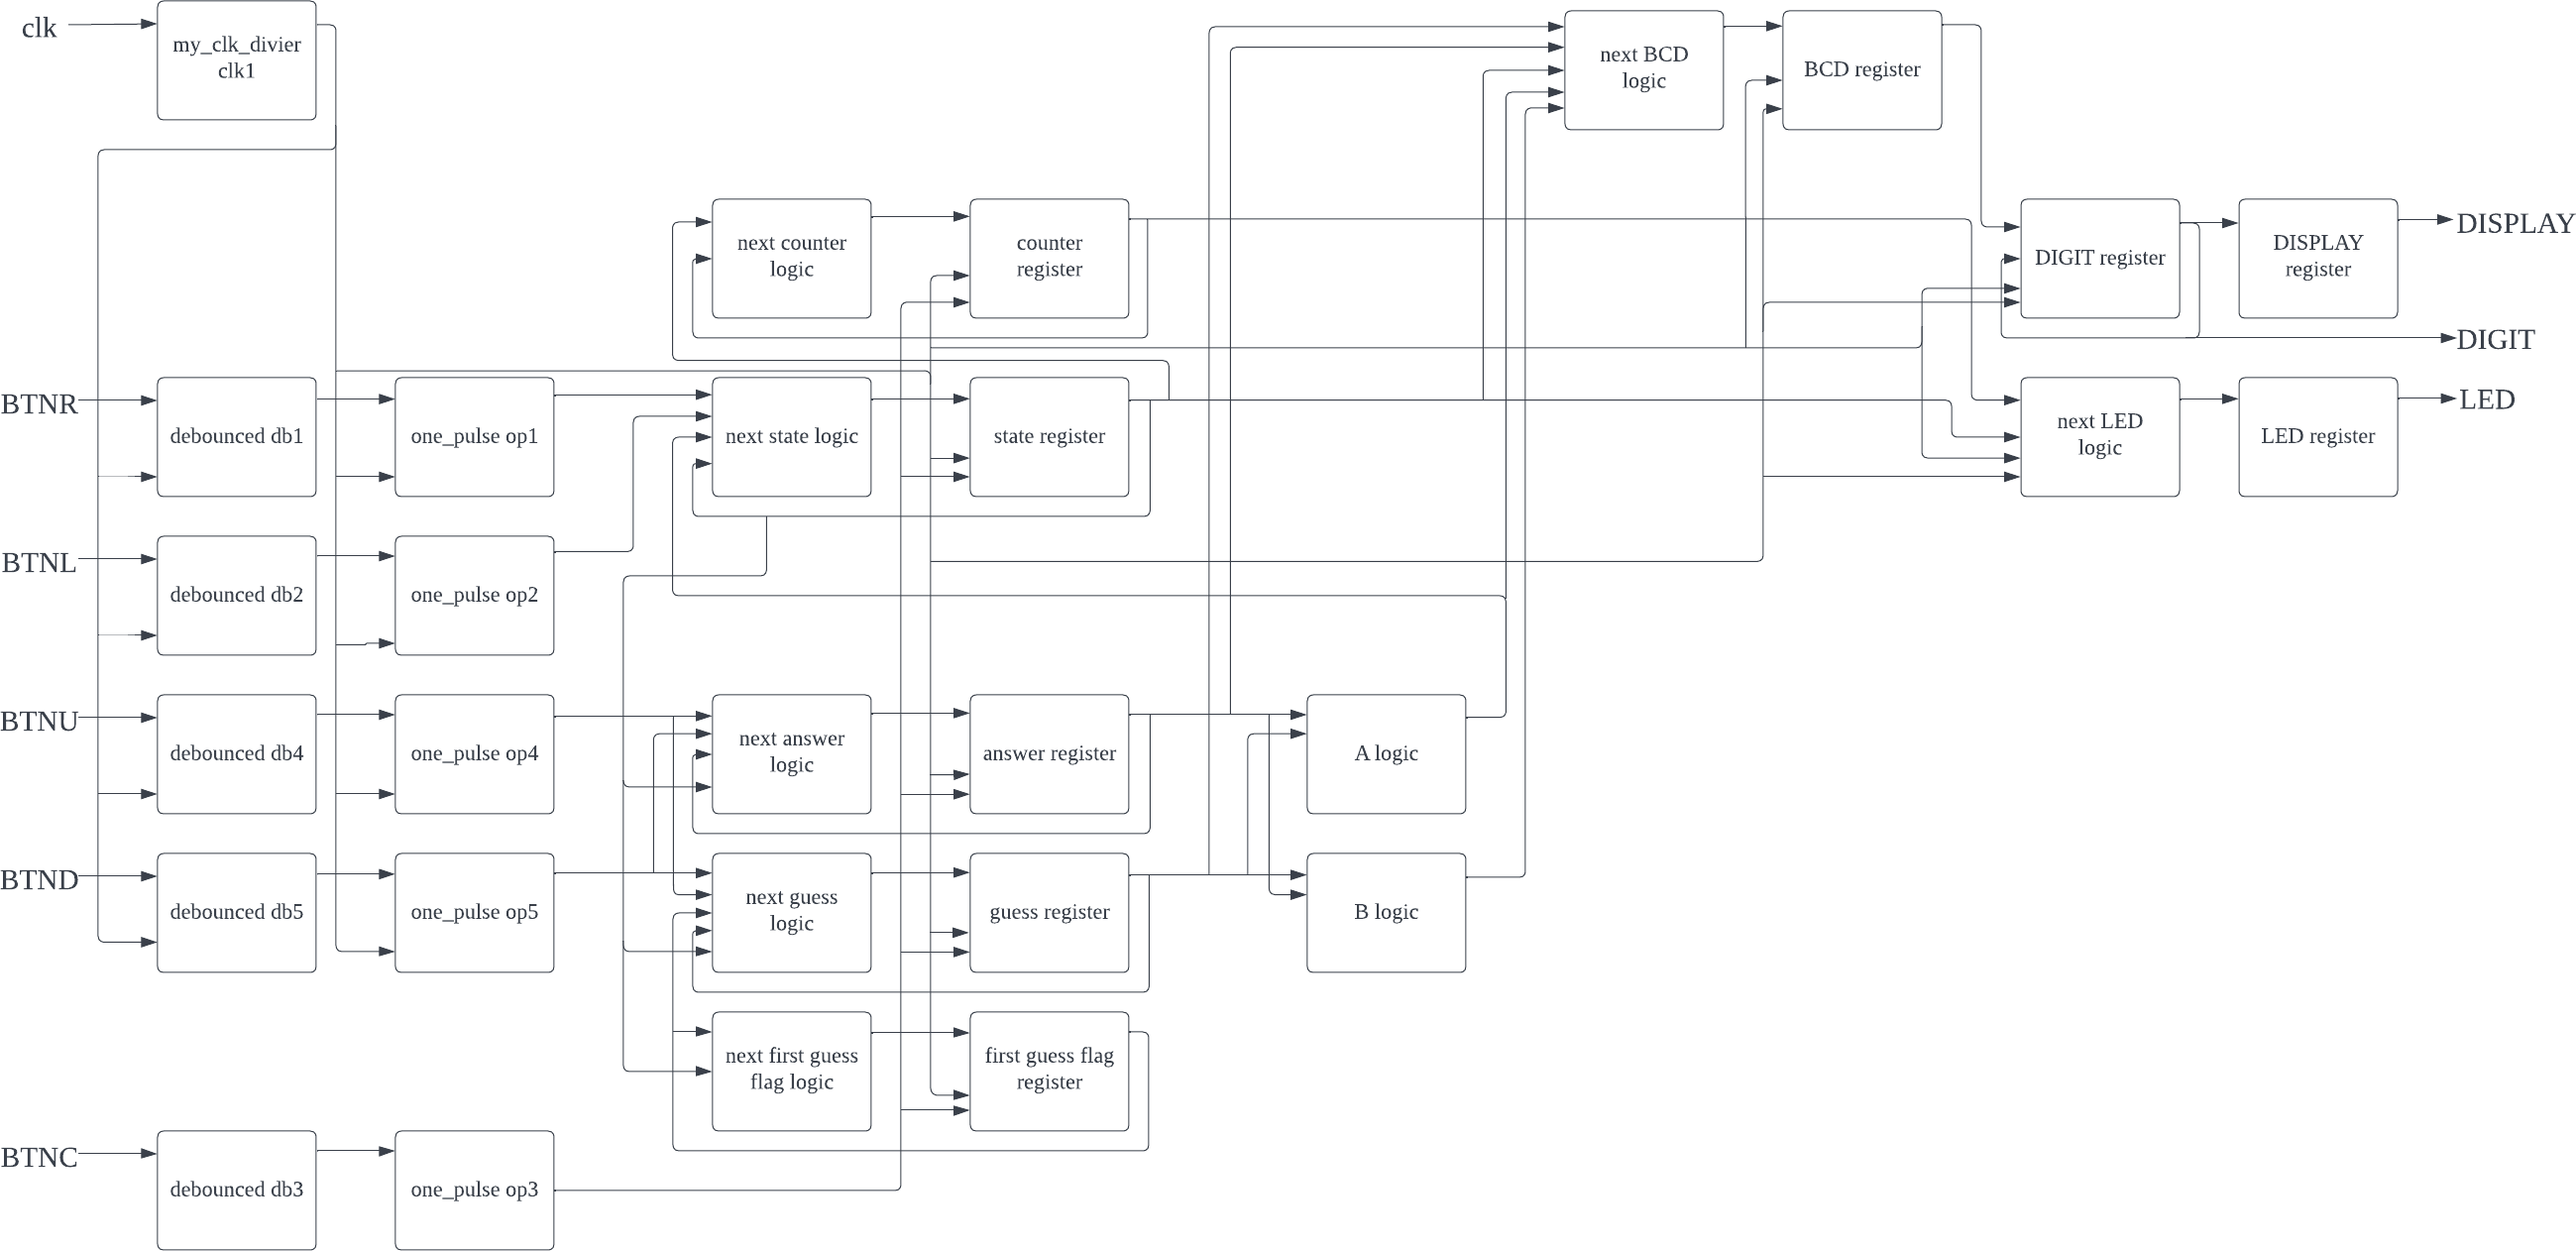 clk
my_clk_divier
clk1
next BCD
logic
BCD register
next counter
logic
counter
register
DIGIT register
DISPLAY
register
DISPLAY
DIGIT
BTNR
debounced db1
one_pulse op1
next state logic
state register
next LED
logic
LED register
LED
BTNL
debounced db2
one_pulse op2
BTNU
debounced db4
one_pulse op4
next answer
logic
answer register
A logic
BTND
debounced db5
one_pulse op5
next guess
logic
guess register
B logic
next first guess
flag logic
first guess flag
register
BTNC
debounced db3
one_pulse op3